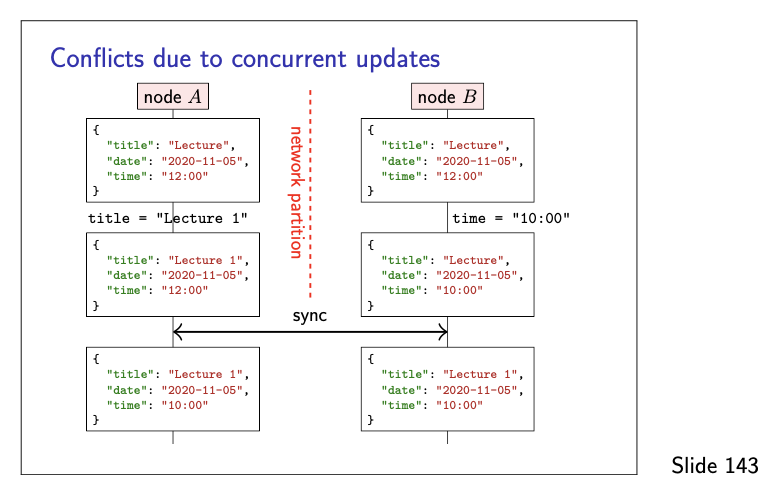 Conflicts due to concurrent updates
node A
node B
{
"title": "Lecture",
"date": "2020-11-05",
"time": "12:00"
}
{
"title": "Lecture",
"date": "2020-11-05",
"time": "12:00"
}
network partition
title = "Lecture 1"
time = "10:00"
{
"title": "Lecture 1",
"date": "2020-11-05",
"time": "12:00"
}
{
"title": "Lecture",
"date": "2020-11-05",
"time": "10:00"
}
sync
{
"title": "Lecture 1",
"date": "2020-11-05",
"time": "10:00"
}
{
"title": "Lecture 1",
"date": "2020-11-05",
"time": "10:00"
}
Slide 143